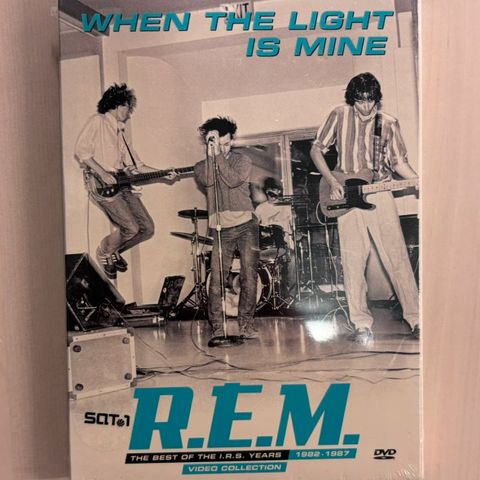 WHEN THE LIGHT
IS MINE
SAT.1
R.E.M.
THE BEST OF THE I.R.S. YEARS 1982-1987
VIDEO COLLECTION
DVD